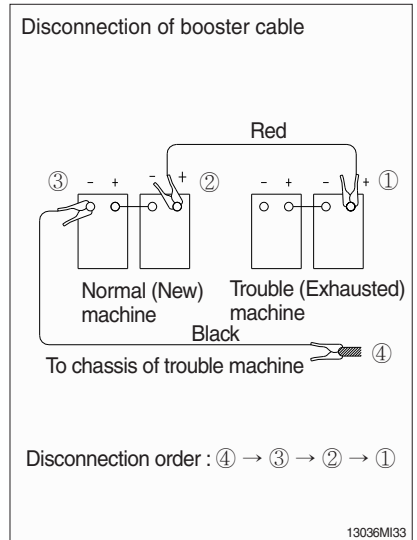 Disconnection of booster cable
Red
③ - + - + ② - + - + ①
Normal (New) machine
Trouble (Exhausted) machine
Black
To chassis of trouble machine ④
Disconnection order : ④ → ③ → ② → ①
13036MI33